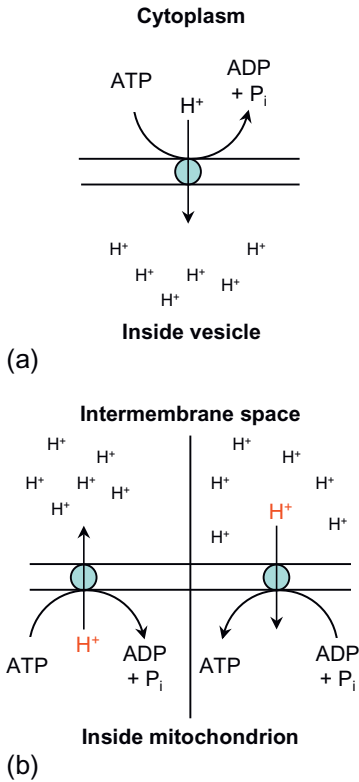 Cytoplasm
ATP
H⁺
ADP
+ Pᵢ
H⁺
H⁺
H⁺
H⁺
H⁺
H⁺
Inside vesicle
(a)
Intermembrane space
H⁺
H⁺
H⁺
H⁺
H⁺
H⁺
H⁺
H⁺
H⁺
H⁺
H⁺
H⁺
H⁺
ATP
H⁺
ADP
+ Pᵢ
ATP
ADP
+ Pᵢ
Inside mitochondrion
(b)